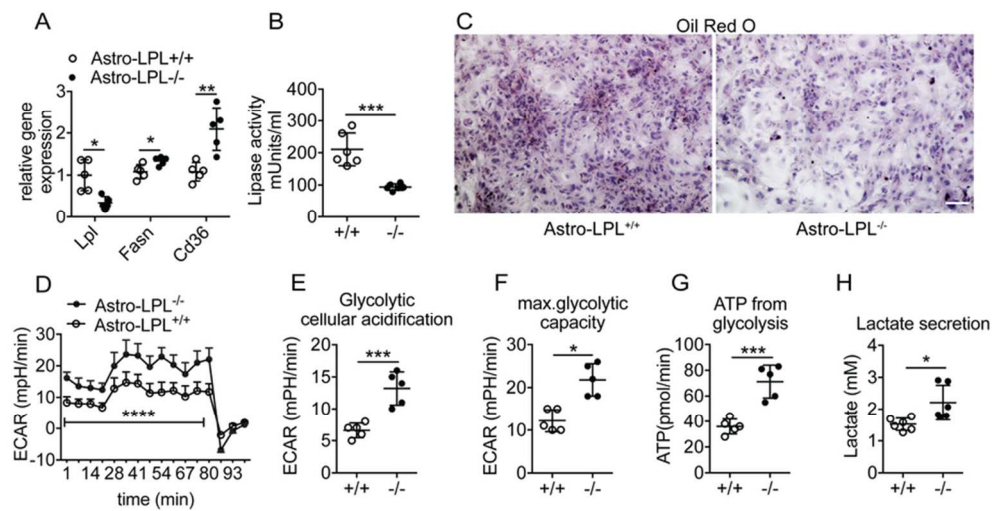 A
Astro-LPL+/+
Astro-LPL-/-
relative gene
expression
3
2
1
0
*
*
**
Lpl
Fasn
Cd36
B
Lipase activity
mUnits/ml
400
300
200
100
0
***
+/+
-/-
C
Oil Red O
Astro-LPL+/+
Astro-LPL-/-
D
Astro-LPL-/-
Astro-LPL+/+
ECAR (mpH/min)
30
20
10
0
-10
****
1 14 28 41 54 67 80 93
time (min)
E
Glycolytic
cellular acidification
ECAR (mPH/min)
20
15
10
5
0
***
+/+
-/-
F
max.glycolytic
capacity
ECAR (mPH/min)
30
20
10
0
*
+/+
-/-
G
ATP from
glycolysis
ATP(pmol/min)
100
80
60
40
20
0
***
+/+
-/-
H
Lactate secretion
Lactate (mM)
4
3
2
1
0
*
+/+
-/-